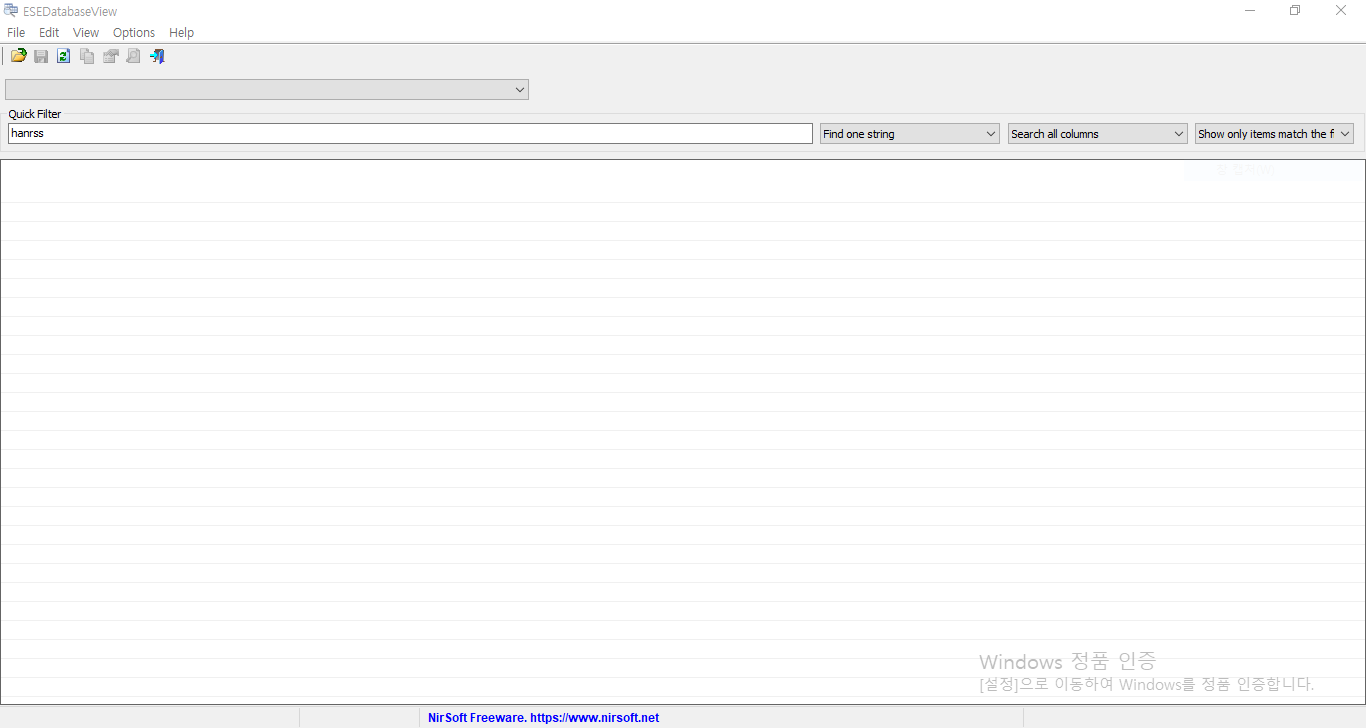 ESEDatabaseView
File Edit View Options Help
Quick Filter
hanrss Find one string Search all columns Show only items match the f
Windows 정품 인증
[설정]으로 이동하여 Windows를 정품 인증합니다.
NirSoft Freeware. https://www.nirsoft.net